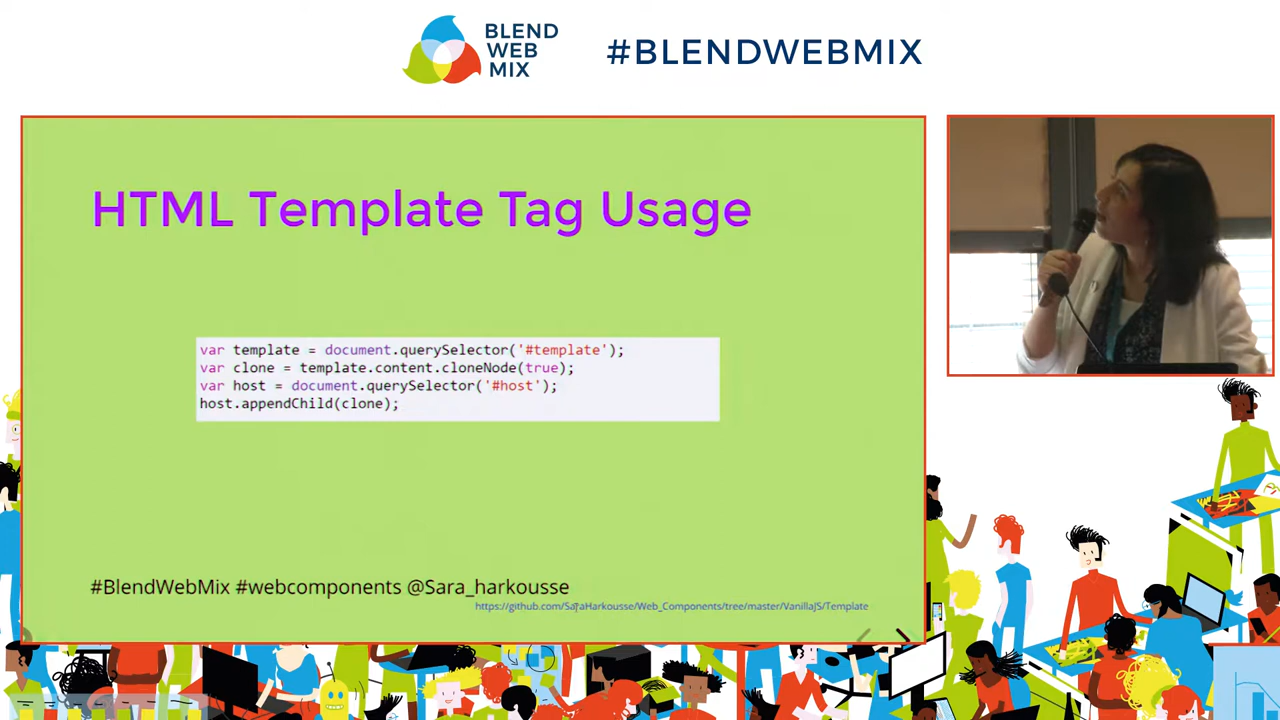 BLEND
WEB
MIX
#BLENDWEBMIX
HTML Template Tag Usage
var template = document.querySelector('#template');
var clone = template.content.cloneNode(true);
var host = document.querySelector('#host');
host.appendChild(clone);
#BlendWebMix #webcomponents @Sara_harkousse
https://github.com/SaraHarkousse/Web_Components/tree/master/VanillaJS/Template